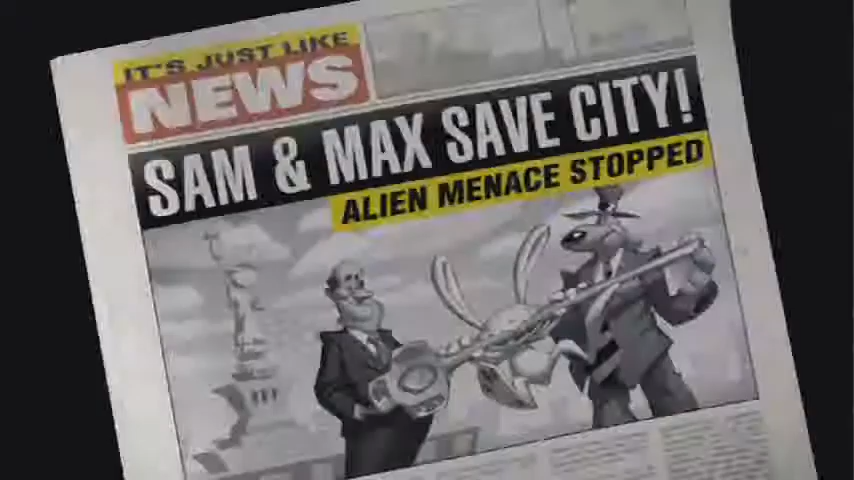 IT'S JUST LIKE
NEWS
SAM & MAX SAVE CITY!
ALIEN MENACE STOPPED